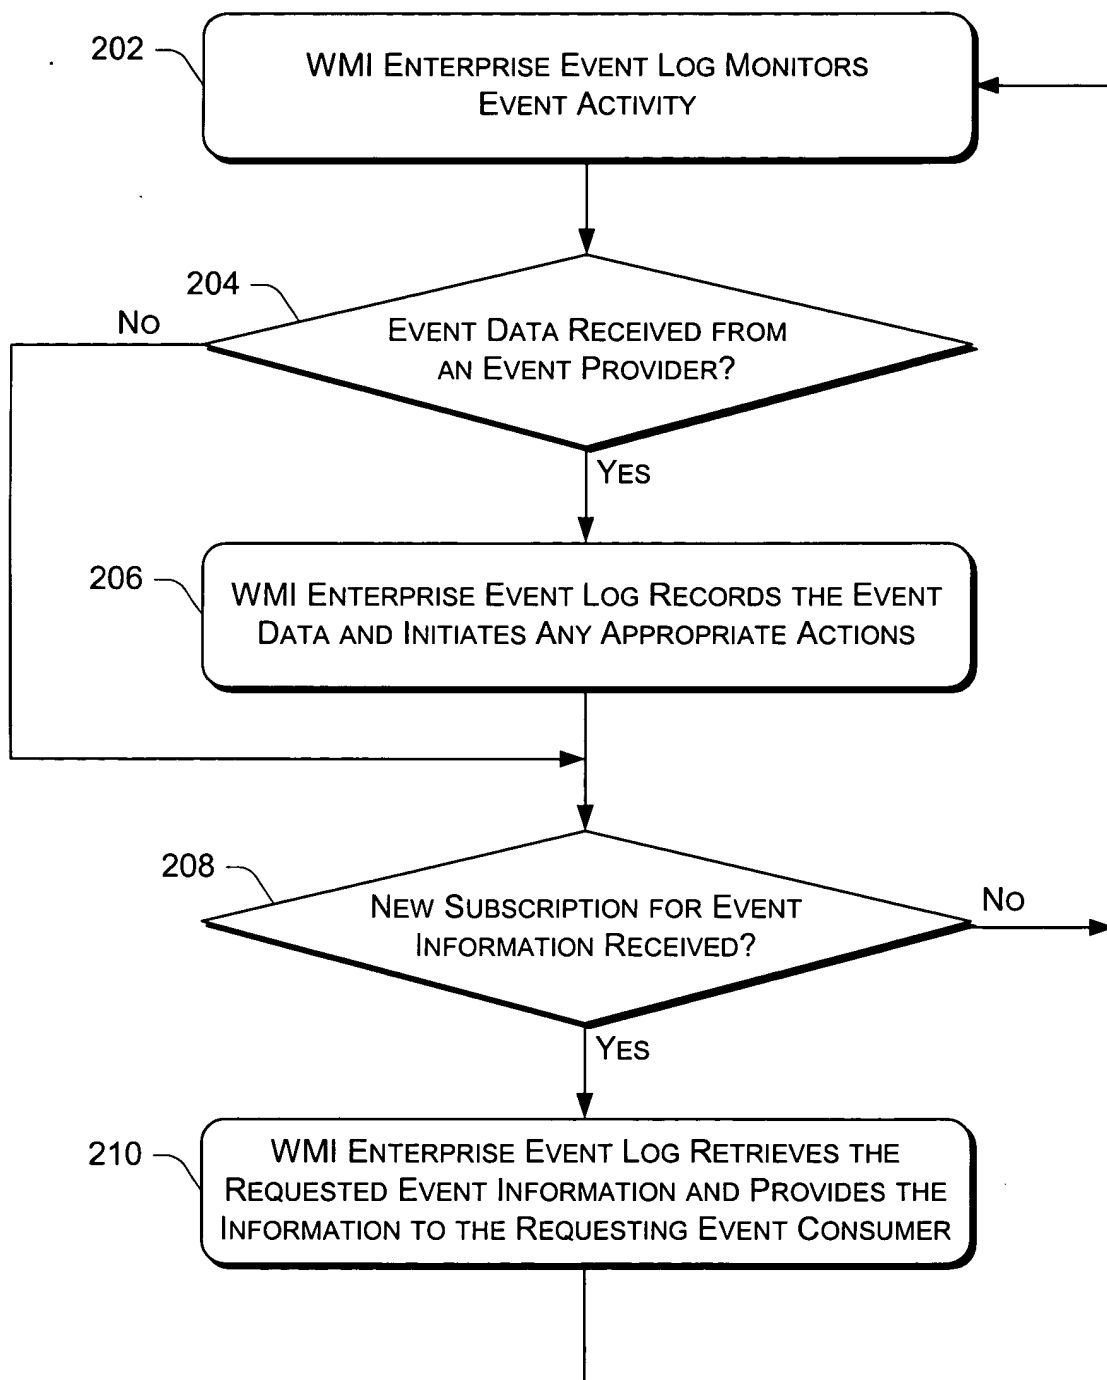 202
WMI ENTERPRISE EVENT LOG MONITORS
EVENT ACTIVITY
204
NO
EVENT DATA RECEIVED FROM
AN EVENT PROVIDER?
YES
206
WMI ENTERPRISE EVENT LOG RECORDS THE EVENT
DATA AND INITIATES ANY APPROPRIATE ACTIONS
208
NEW SUBSCRIPTION FOR EVENT
INFORMATION RECEIVED?
NO
YES
210
WMI ENTERPRISE EVENT LOG RETRIEVES THE
REQUESTED EVENT INFORMATION AND PROVIDES THE
INFORMATION TO THE REQUESTING EVENT CONSUMER